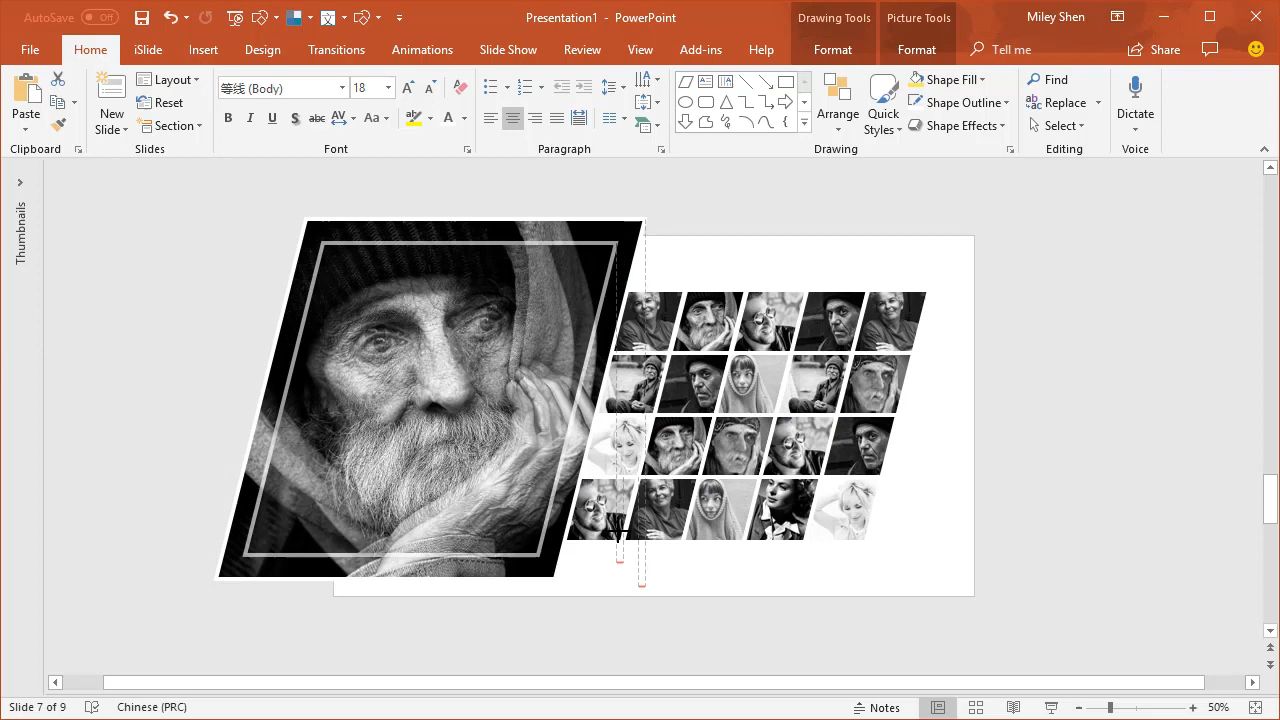 AutoSave Off Presentation1 - PowerPoint Drawing Tools Picture Tools Miley Shen
File Home iSlide Insert Design Transitions Animations Slide Show Review View Add-ins Help Format Format Tell me Share
Paste New Slide Layout Reset Section 等线 (Body) 18 Arrange Quick Styles Shape Fill Shape Outline Shape Effects Find Replace Select Dictate
B I U S abc AV Aa A
Clipboard Slides Font Paragraph Drawing Editing Voice
Thumbnails
Slide 7 of 9 Chinese (PRC) Notes 50%